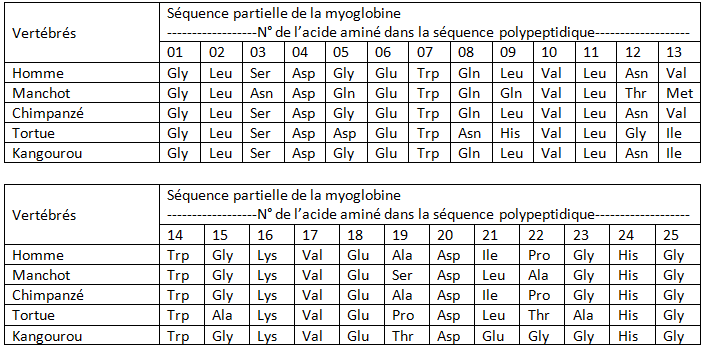 Vertébrés
Séquence partielle de la myoglobine
------------------N° de l’acide aminé dans la séquence polypeptidique-------------------
01 02 03 04 05 06 07 08 09 10 11 12 13
Homme Gly Leu Ser Asp Gly Glu Trp Gln Leu Val Leu Asn Val
Manchot Gly Leu Asn Asp Gln Glu Trp Gln Gln Val Leu Thr Met
Chimpanzé Gly Leu Ser Asp Gly Glu Trp Gln Leu Val Leu Asn Val
Tortue Gly Leu Ser Asp Asp Glu Trp Asn His Val Leu Gly Ile
Kangourou Gly Leu Ser Asp Gly Glu Trp Gln Leu Val Leu Asn Ile
Vertébrés
Séquence partielle de la myoglobine
------------------N° de l’acide aminé dans la séquence polypeptidique-------------------
14 15 16 17 18 19 20 21 22 23 24 25
Homme Trp Gly Lys Val Glu Ala Asp Ile Pro Gly His Gly
Manchot Trp Gly Lys Val Glu Ser Asp Leu Ala Gly His Gly
Chimpanzé Trp Gly Lys Val Glu Ala Asp Ile Pro Gly His Gly
Tortue Trp Ala Lys Val Glu Pro Asp Leu Thr Ala His Gly
Kangourou Trp Gly Lys Val Glu Thr Asp Glu Gly Gly His Gly